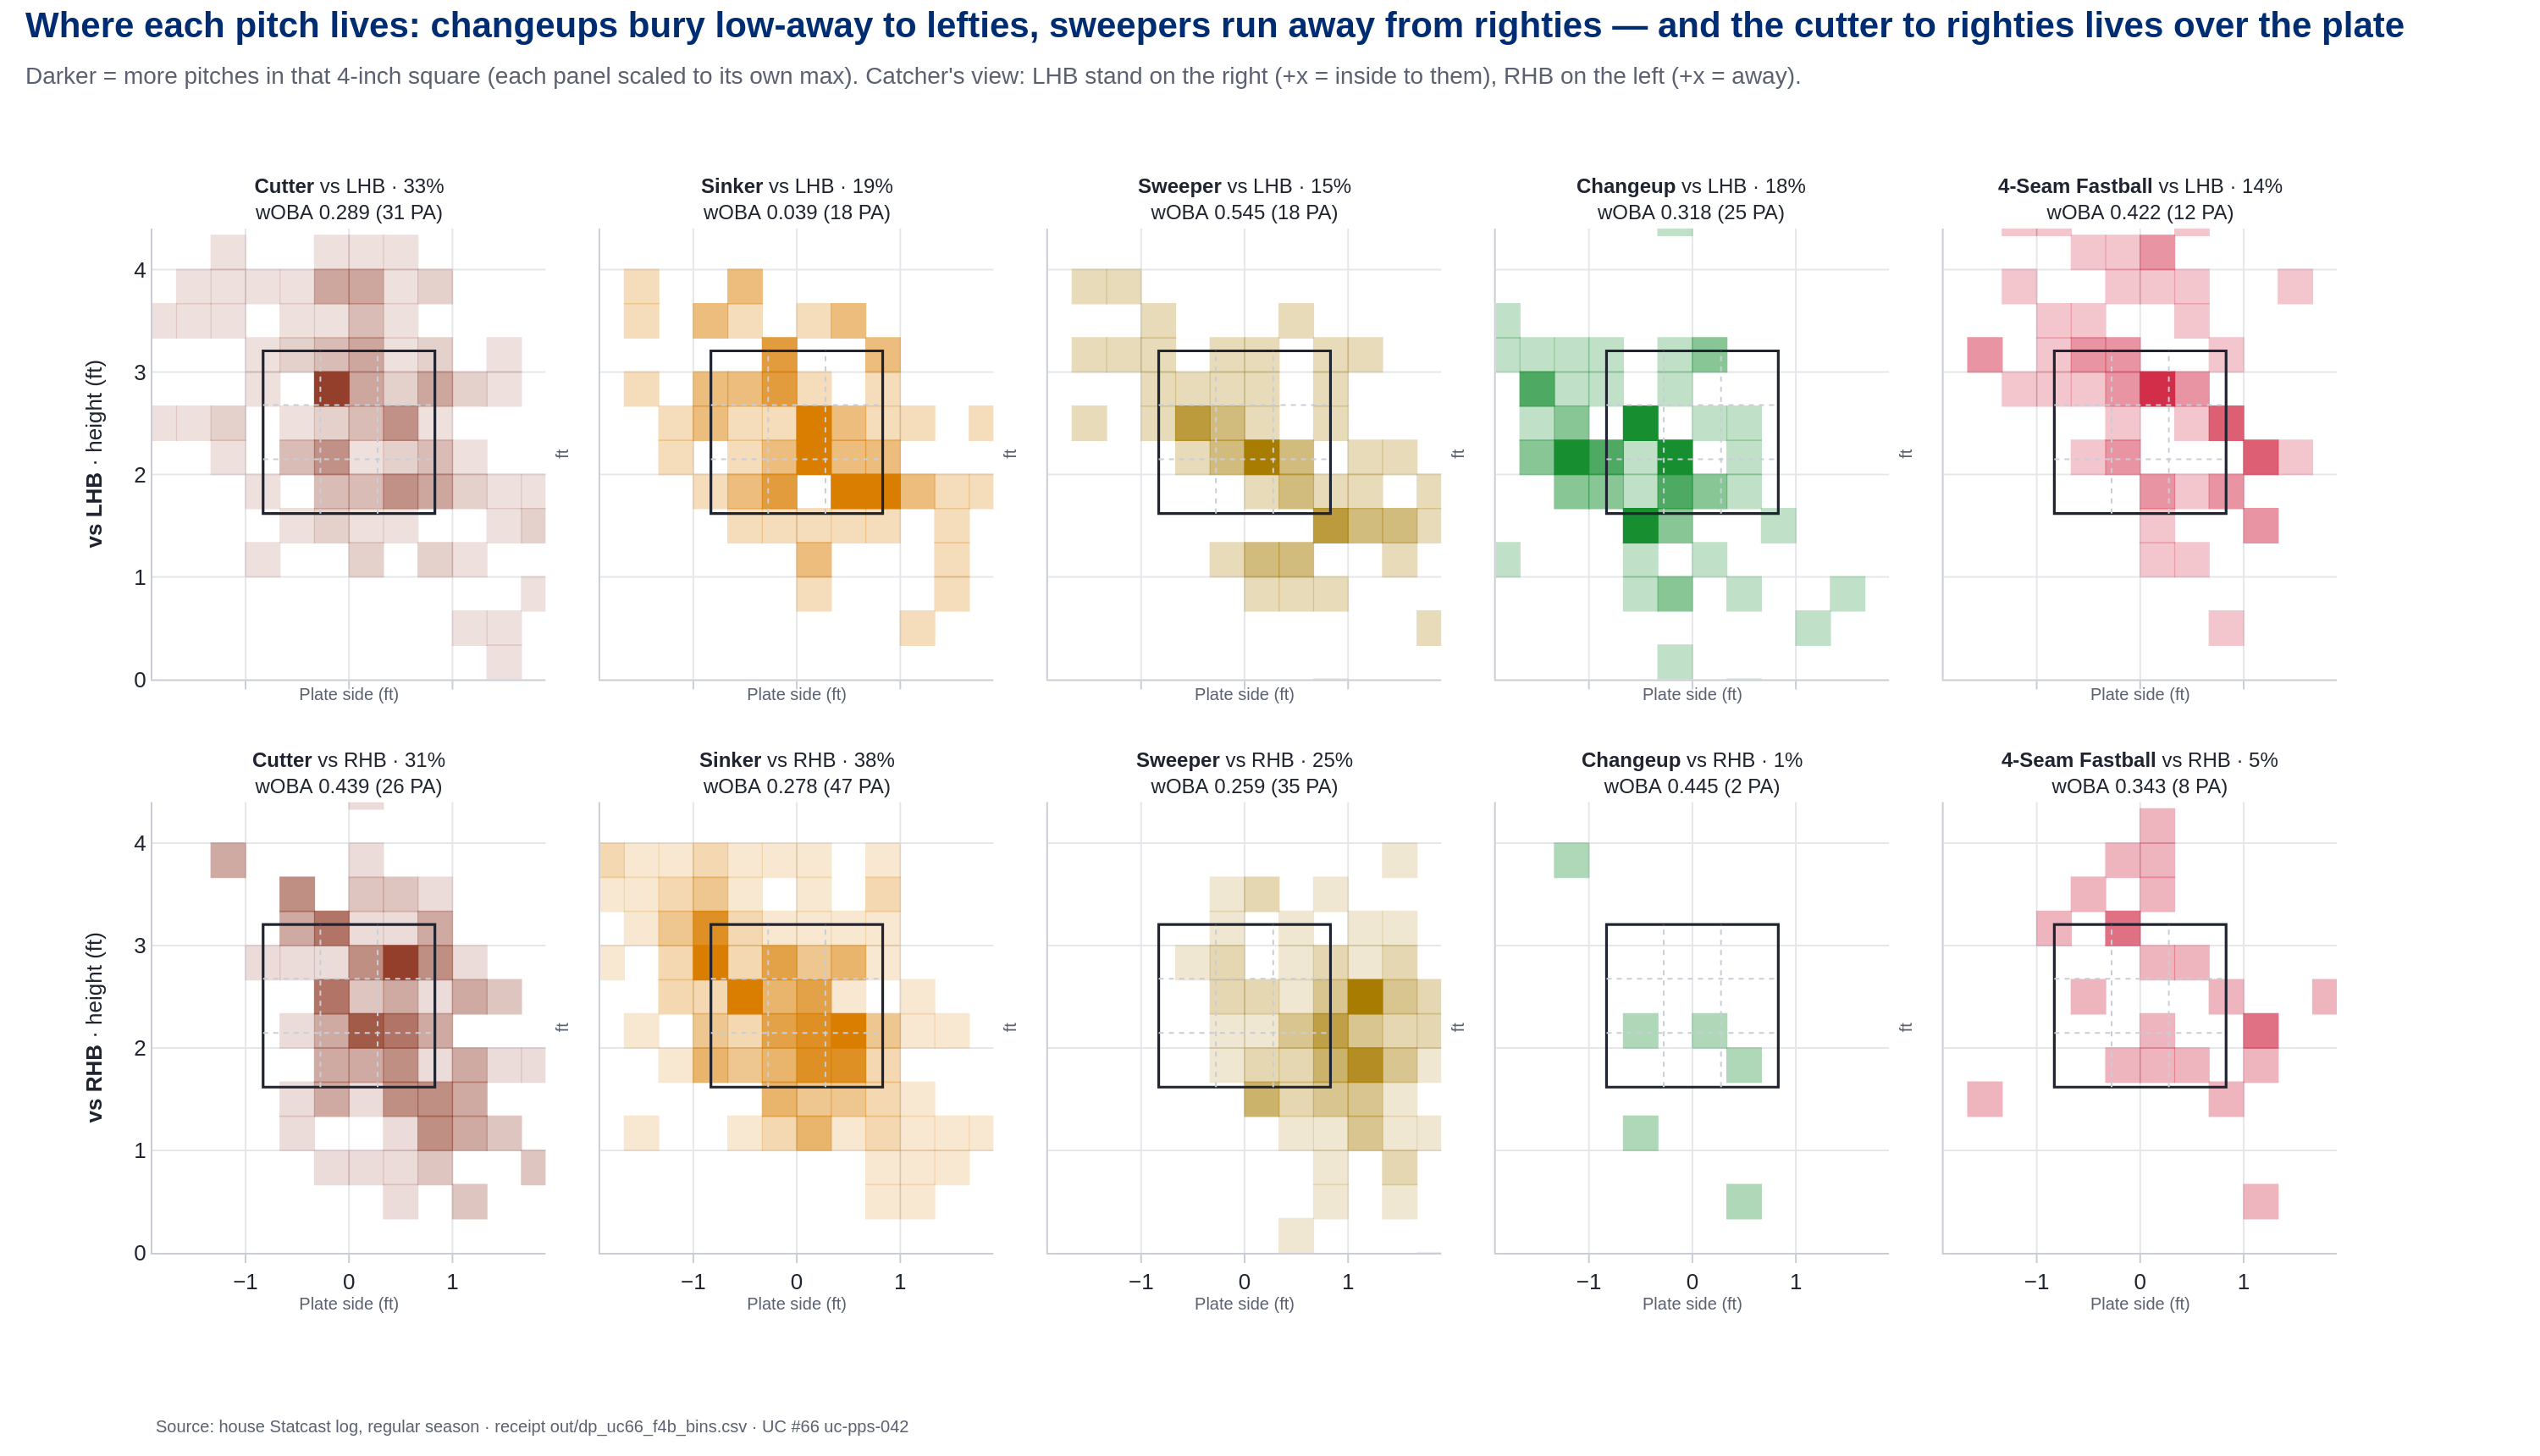 Where each pitch lives: changeups bury low-away to lefties, sweepers run away from righties — and the cutter to righties lives over the plate
Darker = more pitches in that 4-inch square (each panel scaled to its own max). Catcher's view: LHB stand on the right (+x = inside to them), RHB on the left (+x = away).
Cutter vs LHB · 33%
wOBA 0.289 (31 PA)
Sinker vs LHB · 19%
wOBA 0.039 (18 PA)
Sweeper vs LHB · 15%
wOBA 0.545 (18 PA)
Changeup vs LHB · 18%
wOBA 0.318 (25 PA)
4-Seam Fastball vs LHB · 14%
wOBA 0.422 (12 PA)
vs LHB · height (ft)
4
3
2
1
0
ft
ft
ft
ft
Plate side (ft)
Plate side (ft)
Plate side (ft)
Plate side (ft)
Plate side (ft)
Cutter vs RHB · 31%
wOBA 0.439 (26 PA)
Sinker vs RHB · 38%
wOBA 0.278 (47 PA)
Sweeper vs RHB · 25%
wOBA 0.259 (35 PA)
Changeup vs RHB · 1%
wOBA 0.445 (2 PA)
4-Seam Fastball vs RHB · 5%
wOBA 0.343 (8 PA)
vs RHB · height (ft)
4
3
2
1
0
ft
ft
ft
ft
−1 0 1
−1 0 1
−1 0 1
−1 0 1
−1 0 1
Plate side (ft)
Plate side (ft)
Plate side (ft)
Plate side (ft)
Plate side (ft)
Source: house Statcast log, regular season · receipt out/dp_uc66_f4b_bins.csv · UC #66 uc-pps-042